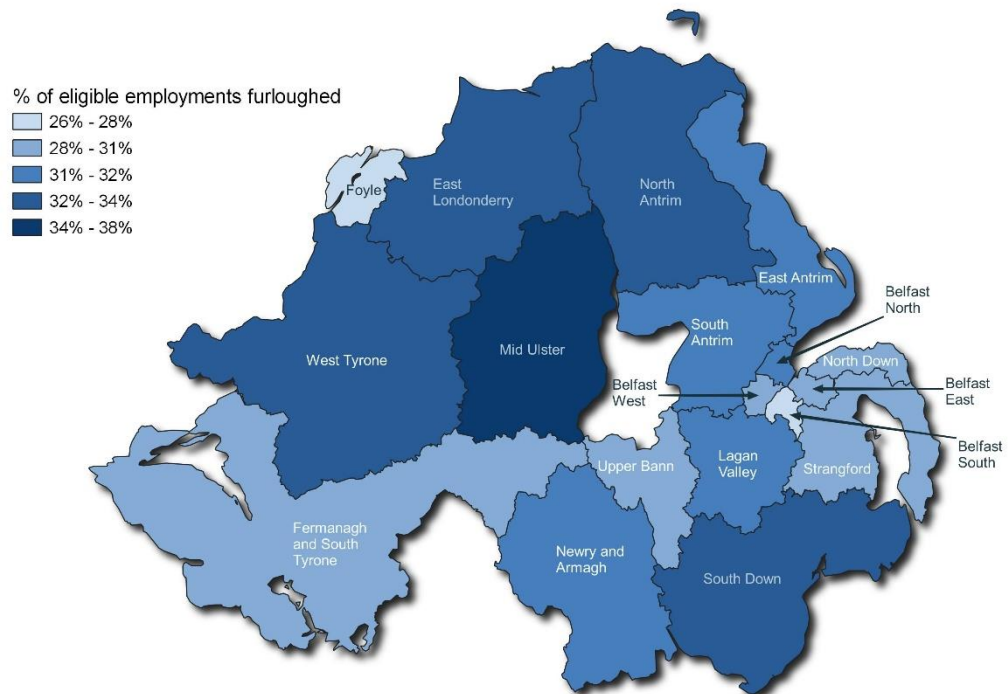 % of eligible employments furloughed
26% - 28%
28% - 31%
31% - 32%
32% - 34%
34% - 38%
Foyle
East
Londonderry
North
Antrim
East Antrim
Belfast
North
South
Antrim
Mid Ulster
West Tyrone
North Down
Belfast
West
Belfast
East
Belfast
South
Upper Bann
Lagan
Valley
Strangford
Fermanagh
and South
Tyrone
Newry and
Armagh
South Down